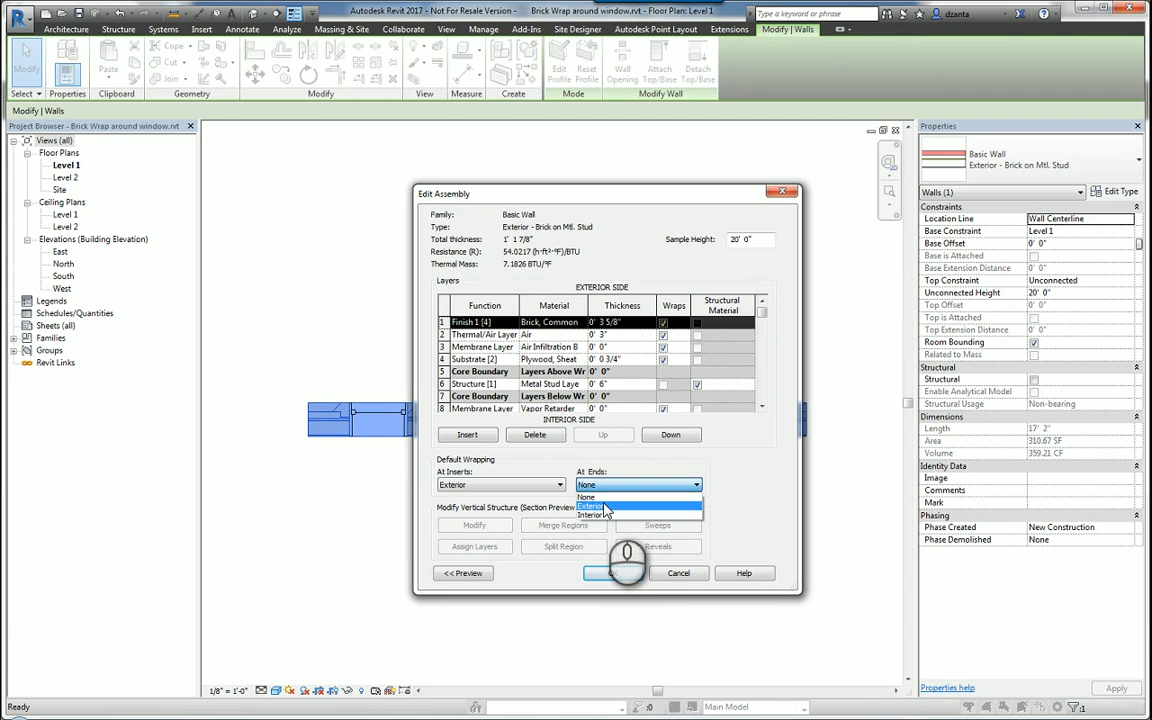 Autodesk Revit 2017 - Not For Resale Version - Brick Wrap around window.rvt - Floor Plan: Level 1
Type a keyword or phrase
dzanta
Architecture Structure Systems Insert Annotate Analyze Massing & Site Collaborate View Manage Add-Ins Site Designer Autodesk Point Layout Extensions Modify | Walls
Modify
Paste
Cope
Cut
Join
Edit Profile
Reset Profile
Wall Opening
Attach Top/Base
Detach Top/Base
Select Properties Clipboard Geometry Modify View Measure Create Mode Modify Wall
Modify | Walls
Project Browser - Brick Wrap around window.rvt
Views (all)
Floor Plans
Level 1
Level 2
Site
Ceiling Plans
Level 1
Level 2
Elevations (Building Elevation)
East
North
South
West
Legends
Schedules/Quantities
Sheets (all)
Families
Groups
Revit Links
Edit Assembly
Family: Basic Wall
Type: Exterior - Brick on Mtl. Stud
Total thickness: 1' 1 7/8" Sample Height: 20' 0"
Resistance (R): 54.0217 (h·ft²·°F)/BTU
Thermal Mass: 7.1826 BTU/°F
Layers
EXTERIOR SIDE
Function Material Thickness Wraps Structural Material
1 Finish 1 [4] Brick, Common 0' 3 5/8"
2 Thermal/Air Layer Air 0' 3"
3 Membrane Layer Air Infiltration B 0' 0"
4 Substrate [2] Plywood, Sheat 0' 0 3/4"
5 Core Boundary Layers Above Wr 0' 0"
6 Structure [1] Metal Stud Laye 0' 6"
7 Core Boundary Layers Below Wr 0' 0"
8 Membrane Layer Vapor Retarder 0' 0"
INTERIOR SIDE
Insert Delete Up Down
Default Wrapping
At Inserts: At Ends:
Exterior None
None
Exterior
Interior
Modify Vertical Structure (Section Preview
Modify Merge Regions Sweeps
Assign Layers Split Region Reveals
<< Preview Cancel Help
Properties
Basic Wall
Exterior - Brick on Mtl. Stud
Walls (1) Edit Type
Constraints
Location Line Wall Centerline
Base Constraint Level 1
Base Offset 0' 0"
Base is Attached
Base Extension Distance 0' 0"
Top Constraint Unconnected
Unconnected Height 20' 0"
Top Offset 0' 0"
Top is Attached
Top Extension Distance 0' 0"
Room Bounding
Related to Mass
Structural
Structural
Enable Analytical Model
Structural Usage Non-bearing
Dimensions
Length 17' 2"
Area 310.67 SF
Volume 359.21 CF
Identity Data
Image
Comments
Mark
Phasing
Phase Created New Construction
Phase Demolished None
Properties help Apply
1/8" = 1'-0"
Ready
:0
Main Model
:1